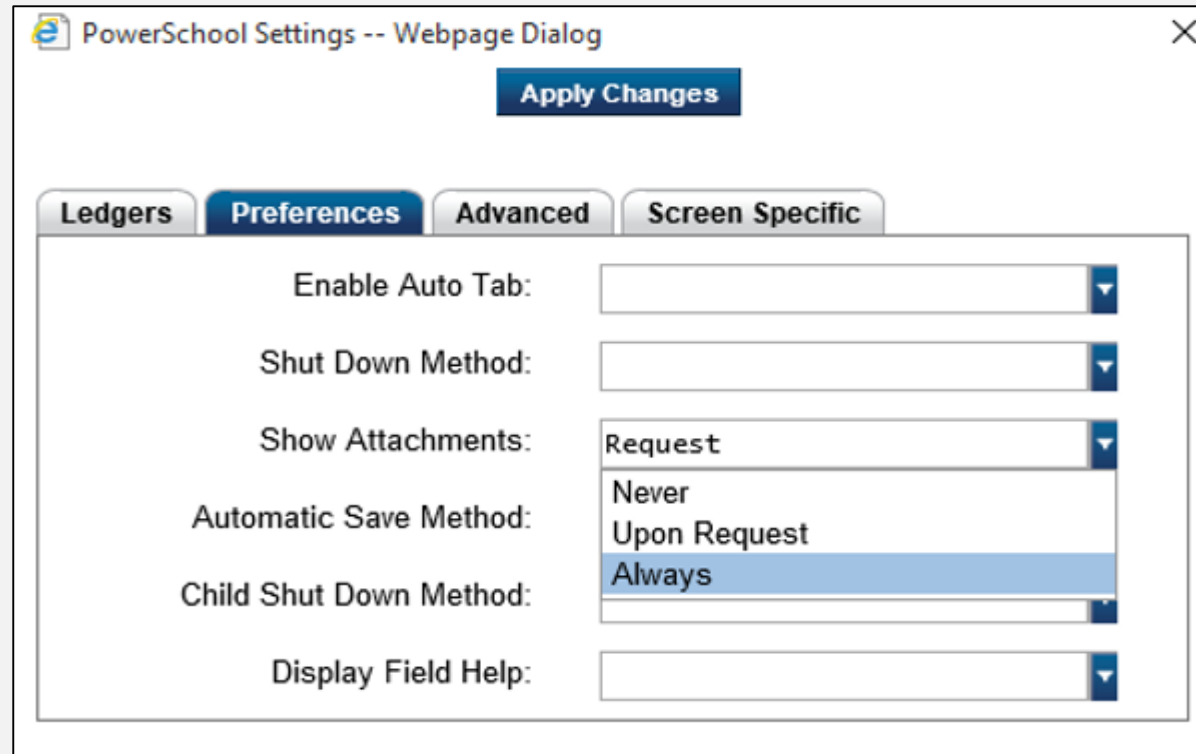 PowerSchool Settings -- Webpage Dialog
Apply Changes
Ledgers Preferences Advanced Screen Specific
Enable Auto Tab:
Shut Down Method:
Show Attachments: Request
Never
Automatic Save Method: Upon Request
Always
Child Shut Down Method:
Display Field Help: